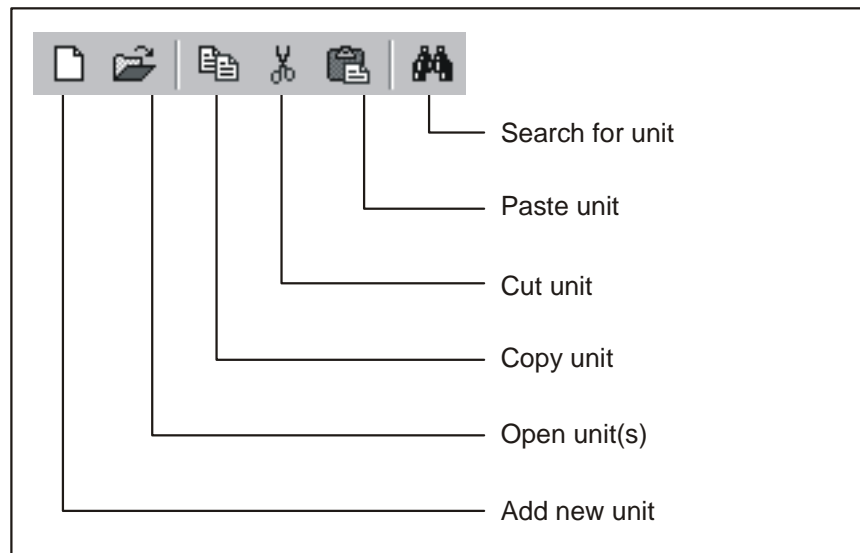 Search for unit
Paste unit
Cut unit
Copy unit
Open unit(s)
Add new unit